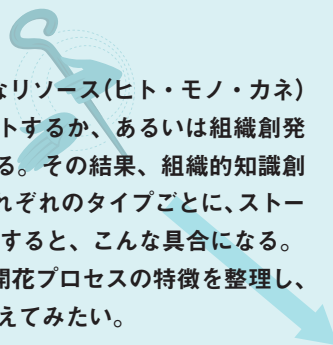 なリソース(ヒト・モノ・カネ)
トするか、あるいは組織創発
る。その結果、組織的知識創
れぞれのタイプごとに、ストー
すると、こんな具合になる。
開花プロセスの特徴を整理し、
えてみたい。